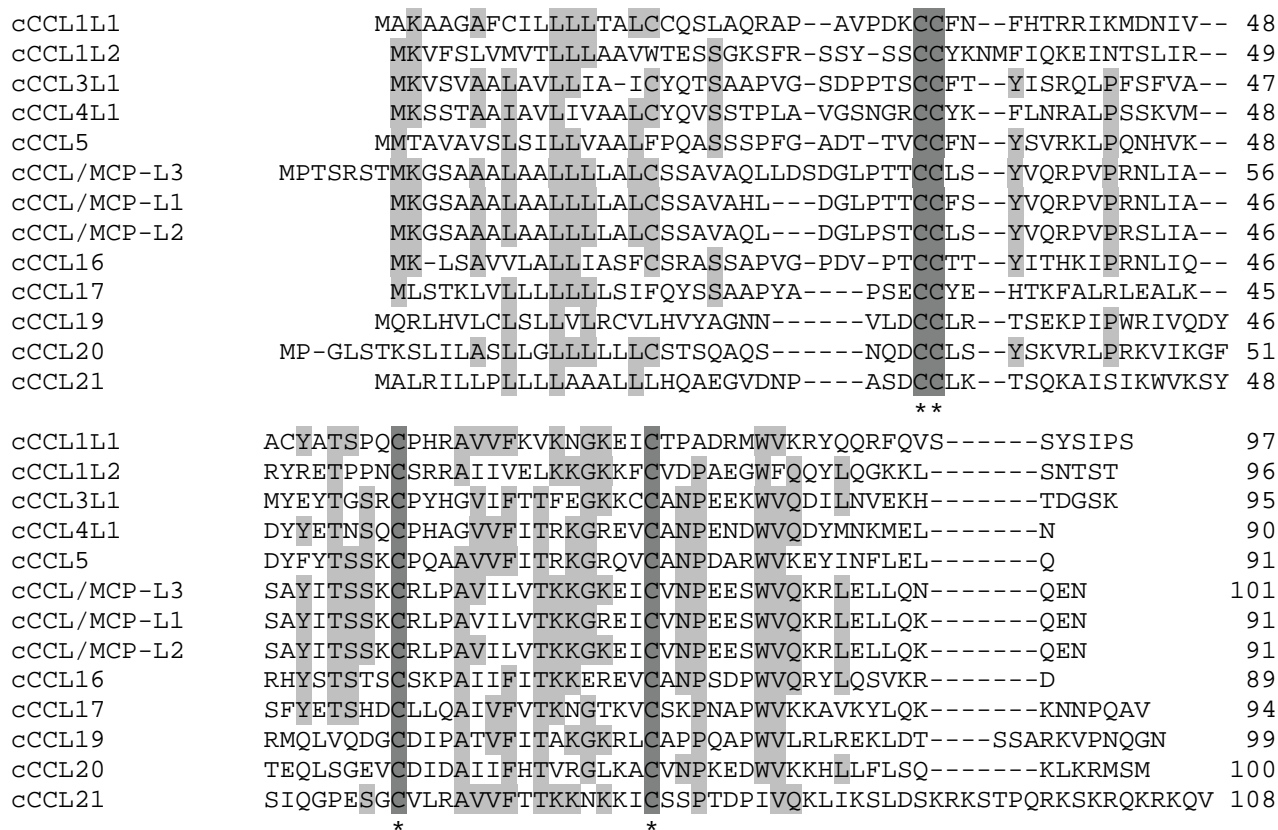 cCCL1L1 MAKAAGAFCILLLLTALCCQSLAQRAP--AVPDKCCFN--FHTRRIKMDNIV-- 48
cCCL1L2 MKVFSLVMVTLLLAAVWTESSGKSFR-SSY-SSCCYKNMFIQKEINTSLIR-- 49
cCCL3L1 MKVSVAALAVLLIA-ICYQTSAAPVG-SDPPTSCCFT--YISRQLPFSFVA-- 47
cCCL4L1 MKSSTAAIAVLIVAALCYQVSSTPLA-VGSNGRCCYK--FLNRALPSSKVM-- 48
cCCL5 MMTAVAVSLSILLVAALFPQASSSPFG-ADT-TVCCFN--YSVRKLPQNHVK-- 48
cCCL/MCP-L3 MPTSRSTMKGSAAALAALLLLALCSSAVAQLLDSDGLPTTCCLS--YVQRPVPRNLIA-- 56
cCCL/MCP-L1 MKGSAAALAALLLLALCSSAVAHL---DGLPTTCCFS--YVQRPVPRNLIA-- 46
cCCL/MCP-L2 MKGSAAALAALLLLALCSSAVAQL---DGLPSTCCLS--YVQRPVPRSLIA-- 46
cCCL16 MK-LSAVVLALLIASFCSRASSAPVG-PDV-PTCCTT--YITHKIPRNLIQ-- 46
cCCL17 MLSTKLVLLLLLLLSIFQYSSAAPYA----PSECCYE--HTKFALRLEALK-- 45
cCCL19 MQRLHVLCLSLLVLRCVLHVYAGNN------VLDCCLR--TSEKPIPWRIVQDY 46
cCCL20 MP-GLSTKSLILASLLGLLLLLLCSTSQAQS------NQDCCLS--YSKVRLPRKVIKGF 51
cCCL21 MALRILLPLLLLAAALLLHQAEGVDNP----ASDCCLK--TSQKAISIKWVKSY 48
**
cCCL1L1 ACYATSPQCPHRAVVFKVKNGKEICTPADRMWVKRYQQRFQVS------SYSIPS 97
cCCL1L2 RYRETPPNCSRRAIIVELKKGKKFCVDPAEGWFQQYLQGKKL-------SNTST 96
cCCL3L1 MYEYTGSRCPYHGVIFTTFEGKKCCANPEEKWVQDILNVEKH-------TDGSK 95
cCCL4L1 DYYETNSQCPHAGVVFITRKGREVCANPENDWVQDYMNKMEL-------N 90
cCCL5 DYFYTSSKCPQAAVVFITRKGRQVCANPDARWVKEYINFLEL-------Q 91
cCCL/MCP-L3 SAYITSSKCRLPAVILVTKKGKEICVNPEESWVQKRLELLQN-------QEN 101
cCCL/MCP-L1 SAYITSSKCRLPAVILVTKKGREICVNPEESWVQKRLELLQK-------QEN 91
cCCL/MCP-L2 SAYITSSKCRLPAVILVTKKGKEICVNPEESWVQKRLELLQK-------QEN 91
cCCL16 RHYSTSTSCSKPAIIFITKKEREVCANPSDPWVQRYLQSVKR-------D 89
cCCL17 SFYETSHDCLLQAIVFVTKNGTKVCSKPNAPWVKKAVKYLQK-------KNNPQAV 94
cCCL19 RMQLVQDGCDIPATVFITAKGKRLCAPPQAPWVLRLREKLDT----SSARKVPNQGN 99
cCCL20 TEQLSGEVCDIDAIIFHTVRGLKACVNPKEDWVKKHLLFLSQ-------KLKRMSM 100
cCCL21 SIQGPESGCVLRAVVFTTKKNKKICSSPTDPIVQKLIKSLDSKRKSTPQRKSKRQKRKQV 108
* *